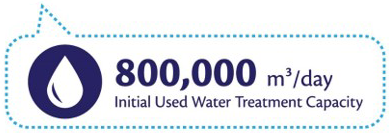 800,000 m³/day
Initial Used Water Treatment Capacity